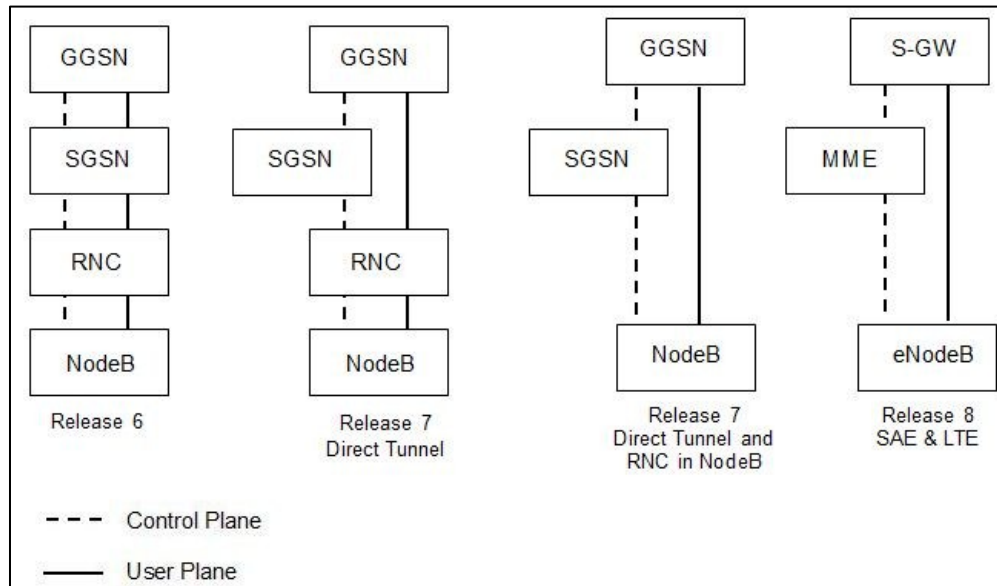 GGSN
SGSN
RNC
NodeB
Release 6
GGSN
SGSN
RNC
NodeB
Release 7
Direct Tunnel
GGSN
SGSN
NodeB
Release 7
Direct Tunnel and
RNC in NodeB
S-GW
MME
eNodeB
Release 8
SAE & LTE
Control Plane
User Plane